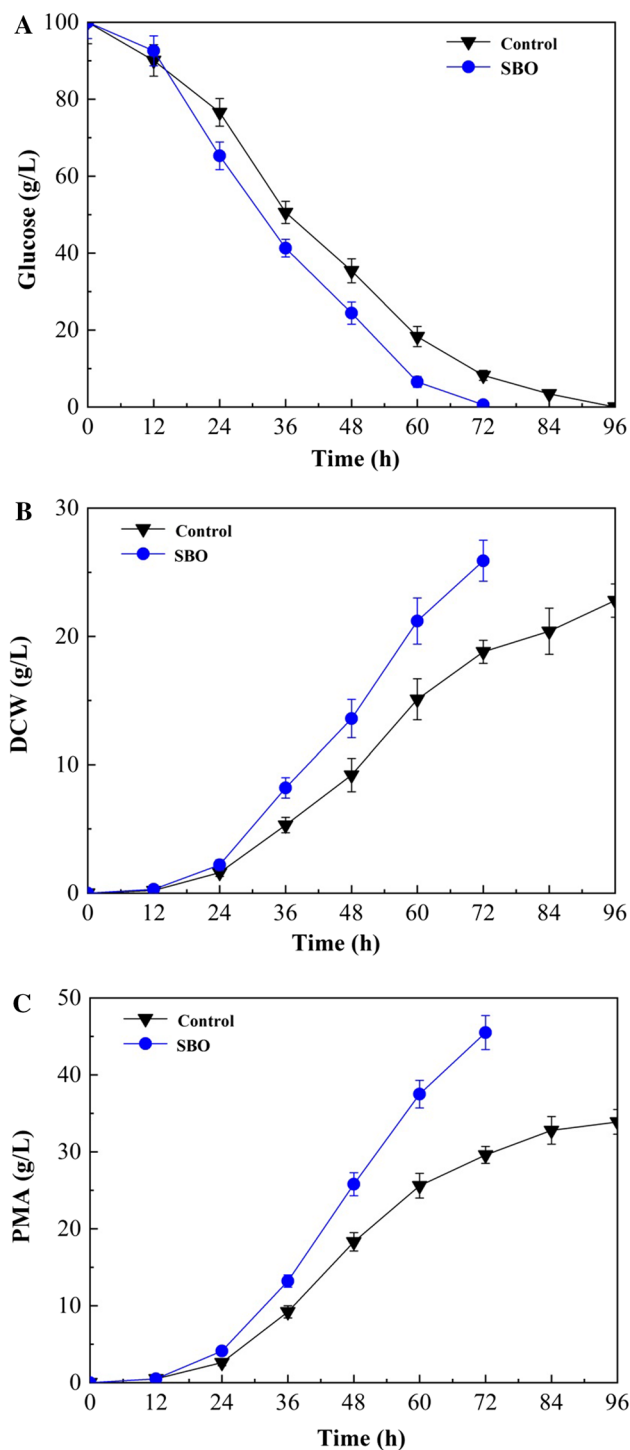 A
100
80
60
40
20
0
Glucose (g/L)
Control
SBO
0 12 24 36 48 60 72 84 96
Time (h)
B
30
20
10
0
DCW (g/L)
Control
SBO
0 12 24 36 48 60 72 84 96
Time (h)
C
50
40
30
20
10
0
PMA (g/L)
Control
SBO
0 12 24 36 48 60 72 84 96
Time (h)